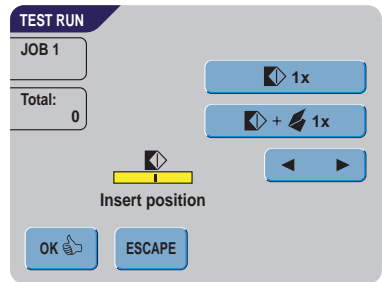 TEST RUN
JOB 1
1x
Total:
0
+ 1x
Insert position
OK
ESCAPE